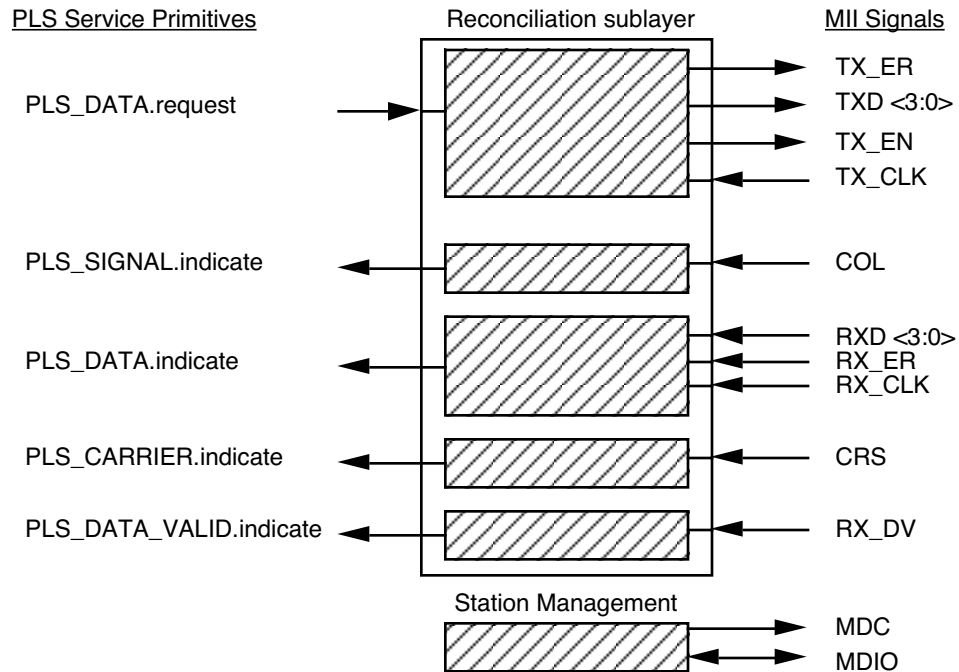 PLS Service Primitives
Reconciliation sublayer
MII Signals
PLS_DATA.request
TX_ER
TXD <3:0>
TX_EN
TX_CLK
PLS_SIGNAL.indicate
COL
PLS_DATA.indicate
RXD <3:0>
RX_ER
RX_CLK
PLS_CARRIER.indicate
CRS
PLS_DATA_VALID.indicate
RX_DV
Station Management
MDC
MDIO